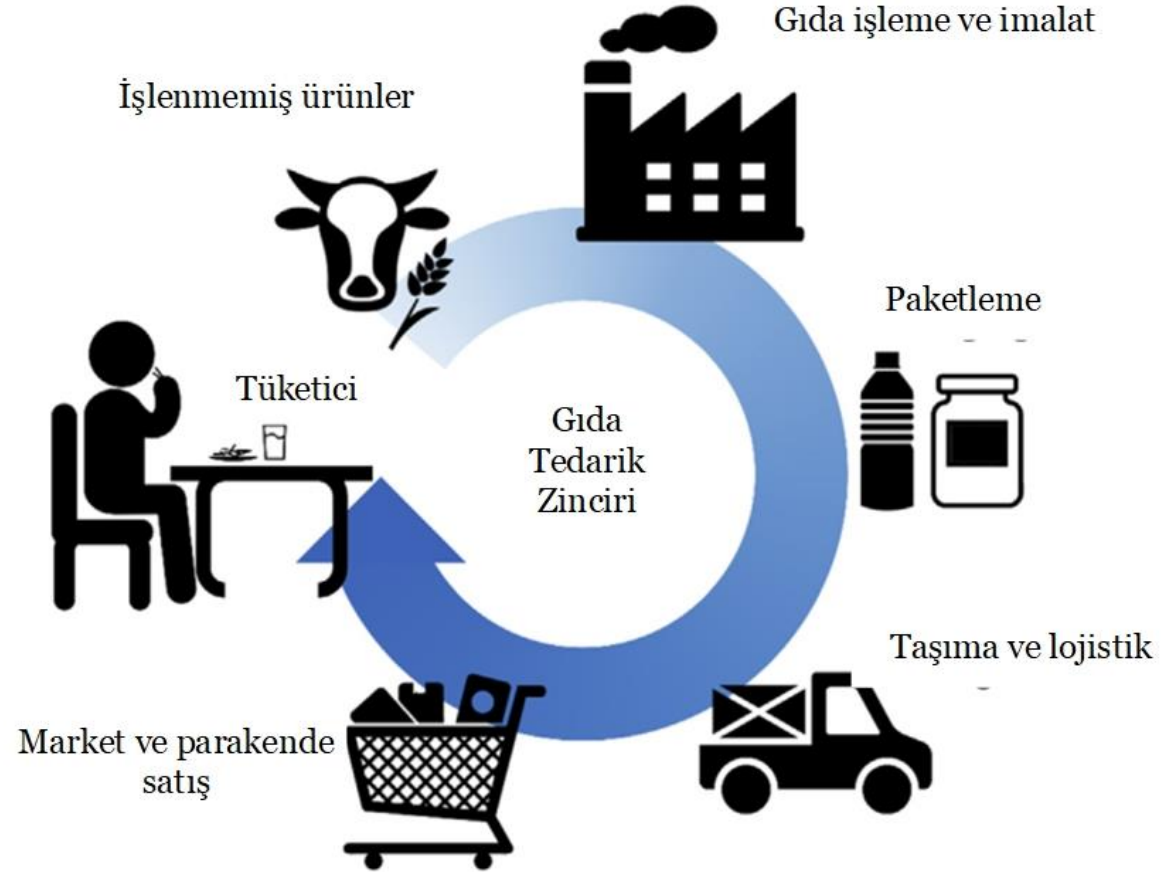 Gıda işleme ve imalat
İşlenmemiş ürünler
Paketleme
Tüketici
Gıda
Tedarik
Zinciri
Taşıma ve lojistik
Market ve parakende
satış